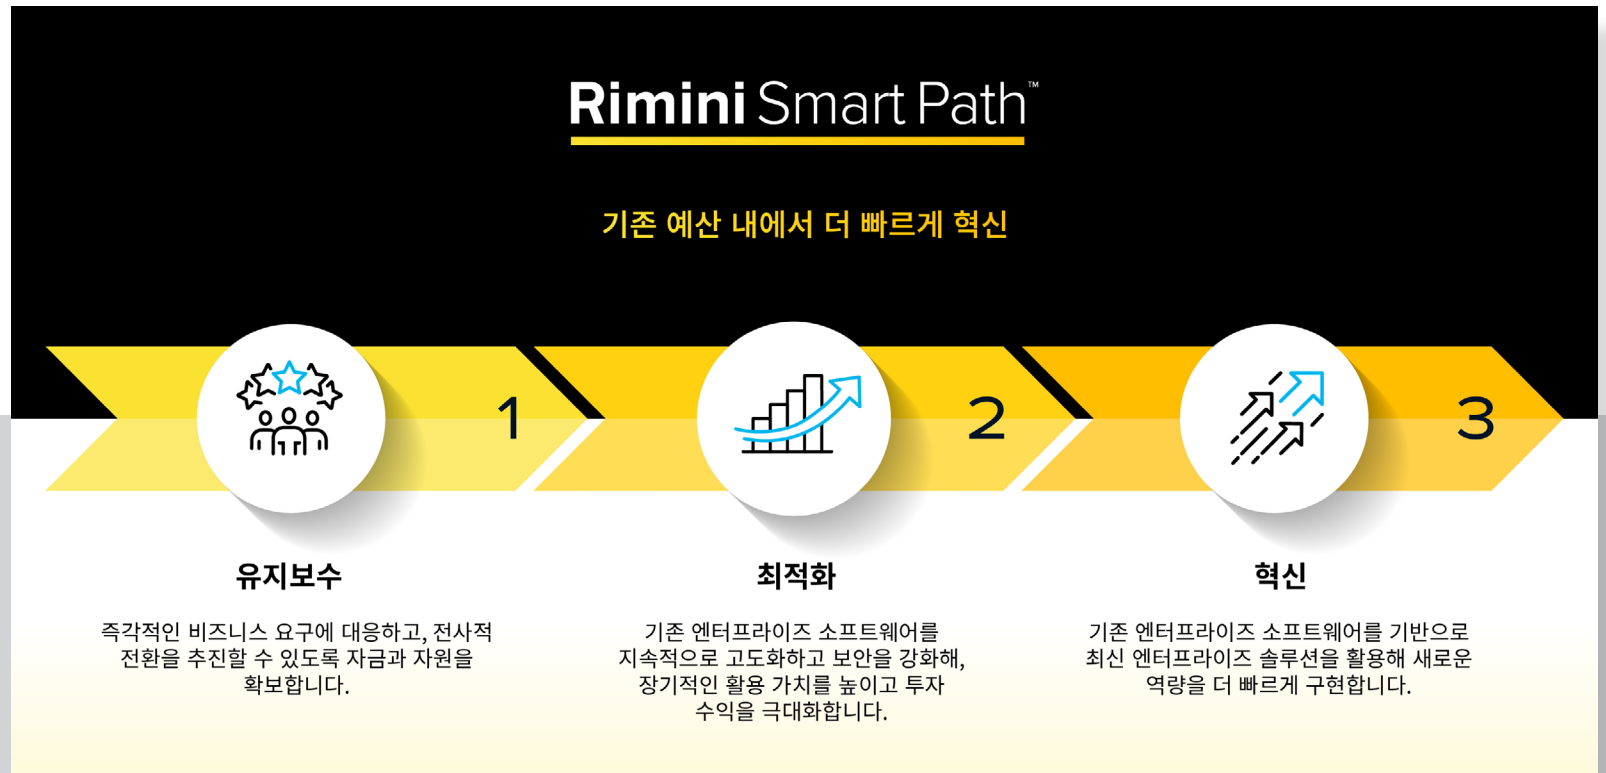 Rimini Smart Path™
기존 예산 내에서 더 빠르게 혁신
1
2
3
유지보수
즉각적인 비즈니스 요구에 대응하고, 전사적
전환을 추진할 수 있도록 자금과 자원을
확보합니다.
최적화
기존 엔터프라이즈 소프트웨어를
지속적으로 고도화하고 보안을 강화해,
장기적인 활용 가치를 높이고 투자
수익을 극대화합니다.
혁신
기존 엔터프라이즈 소프트웨어를 기반으로
최신 엔터프라이즈 솔루션을 활용해 새로운
역량을 더 빠르게 구현합니다.